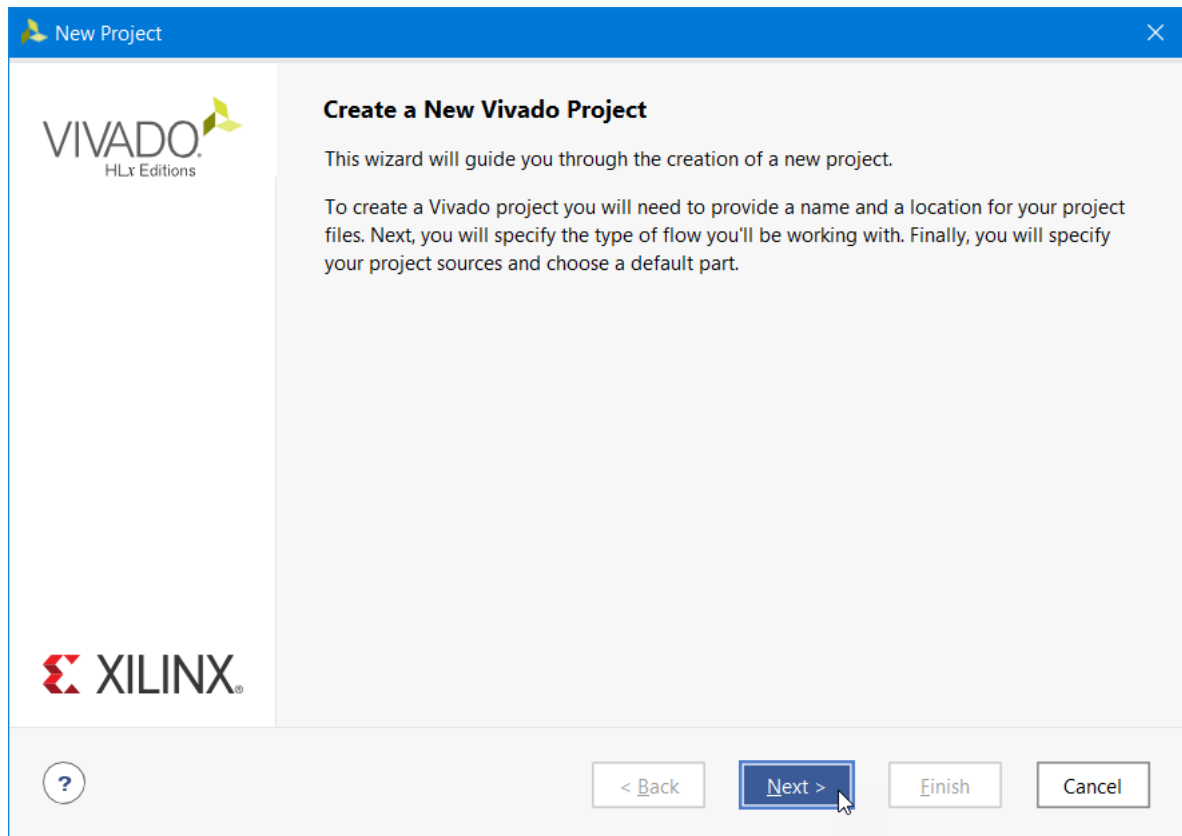 New Project
VIVADO.
HLx Editions
Create a New Vivado Project
This wizard will guide you through the creation of a new project.
To create a Vivado project you will need to provide a name and a location for your project
files. Next, you will specify the type of flow you'll be working with. Finally, you will specify
your project sources and choose a default part.
XILINX®
?
< Back
Next >
Finish
Cancel